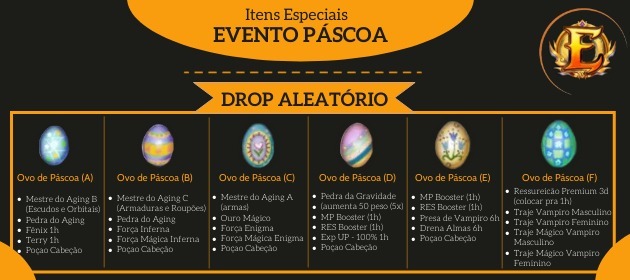 Itens Especiais
EVENTO PÁSCOA
E
DROP ALEATÓRIO
Ovo de Páscoa (A)
Mestre do Aging B
(Escudos e Orbitais)
Pedra do Aging
Fênix 1h
Terry 1h
Poçao Cabeção
Ovo de Páscoa (B)
Mestre do Aging C
(Armaduras e Roupões)
Pedra do Aging
Força Inferna
Força Mágica Inferna
Poçao Cabeção
Ovo de Páscoa (C)
Mestre do Aging A
(armas)
Ouro Mágico
Força Enigma
Força Mágica Enigma
Poçao Cabeção
Ovo de Páscoa (D)
Pedra da Gravidade
(aumenta 50 peso (5x)
MP Booster (1h)
RES Booster (1h)
Exp UP - 100% 1h
Poçao Cabeção
Ovo de Páscoa (E)
MP Booster (1h)
RES Booster (1h)
Presa de Vampiro 6h
Drena Almas 6h
Poçao Cabeção
Ovo de Páscoa (F)
Ressureicão Premium 3d
(colocar pra 1h)
Traje Vampiro Masculino
Traje Vampiro Feminino
Traje Mágico Vampiro
Masculino
Traje Mágico Vampiro
Feminino